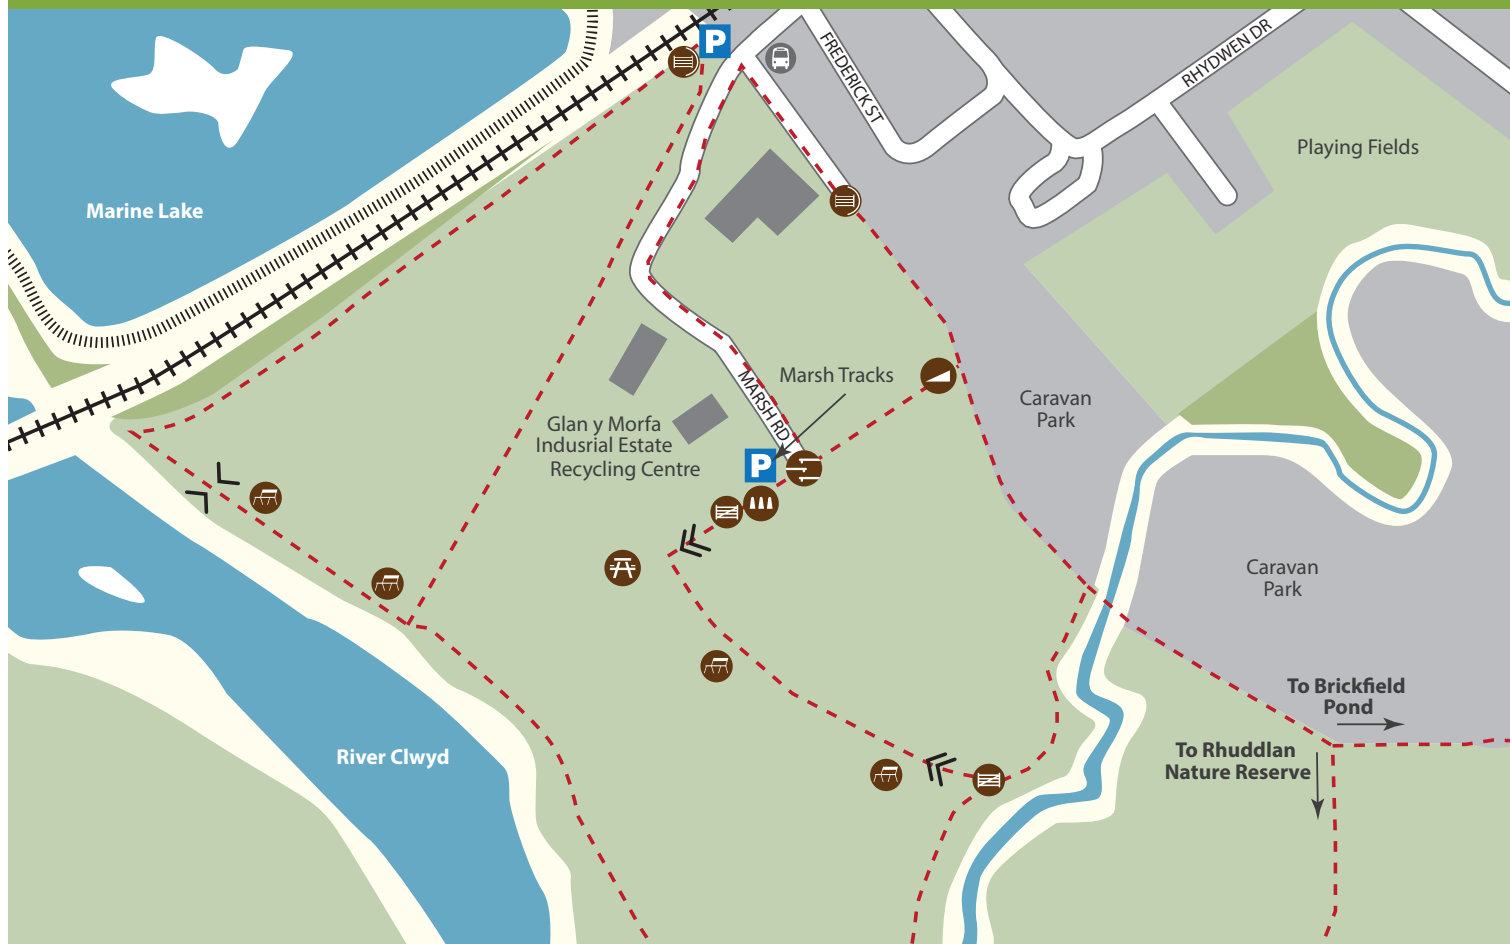 P
FREDERICK ST
RHYDWEN DR
Playing Fields
Marine Lake
Marsh Tracks
MARSH RD
Caravan
Park
Glan y Morfa
Indusrial Estate
Recycling Centre
P
Caravan
Park
To Brickfield
Pond
River Clwyd
To Rhuddlan
Nature Reserve